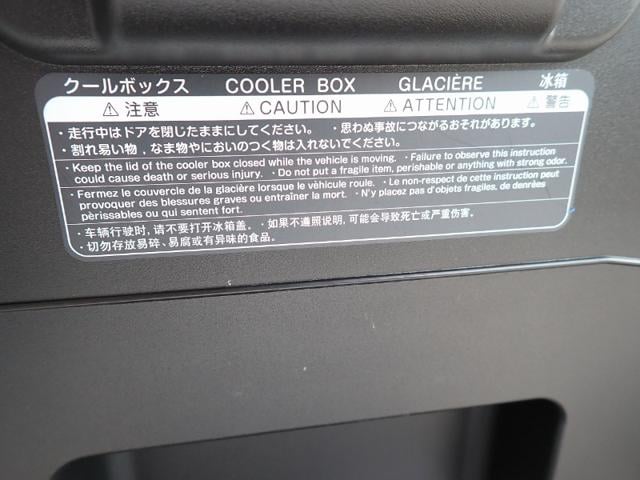 クールボックス COOLER BOX GLACIÈRE 冰箱
⚠注意 ⚠CAUTION ⚠ATTENTION ⚠警告
・走行中はドアを閉じたままにしてください。 ・思わぬ事故につながるおそれがあります。
・割れ易い物，なま物やにおいのつく物は入れないでください。
・Keep the lid of the cooler box closed while the vehicle is moving. ・Failure to observe this instruction
could cause death or serious injury. ・Do not put a fragile item, perishable or anything with strong odor.
・Fermez le couvercle de la glacière lorsque le vèhicule roule. ・Le non-respect de cette instruction peut
provoquer des blessures graves ou entraîner la mort. ・N'y placez pas d'objets fragiles, de denrées
pèrissables ou qui sentent fort.
・车辆行驶时, 请不要打开冰箱盖。 ・如果不遵照说明, 可能会导致死亡或严重伤害。
・切勿存放易碎、易腐或有异味的食品。